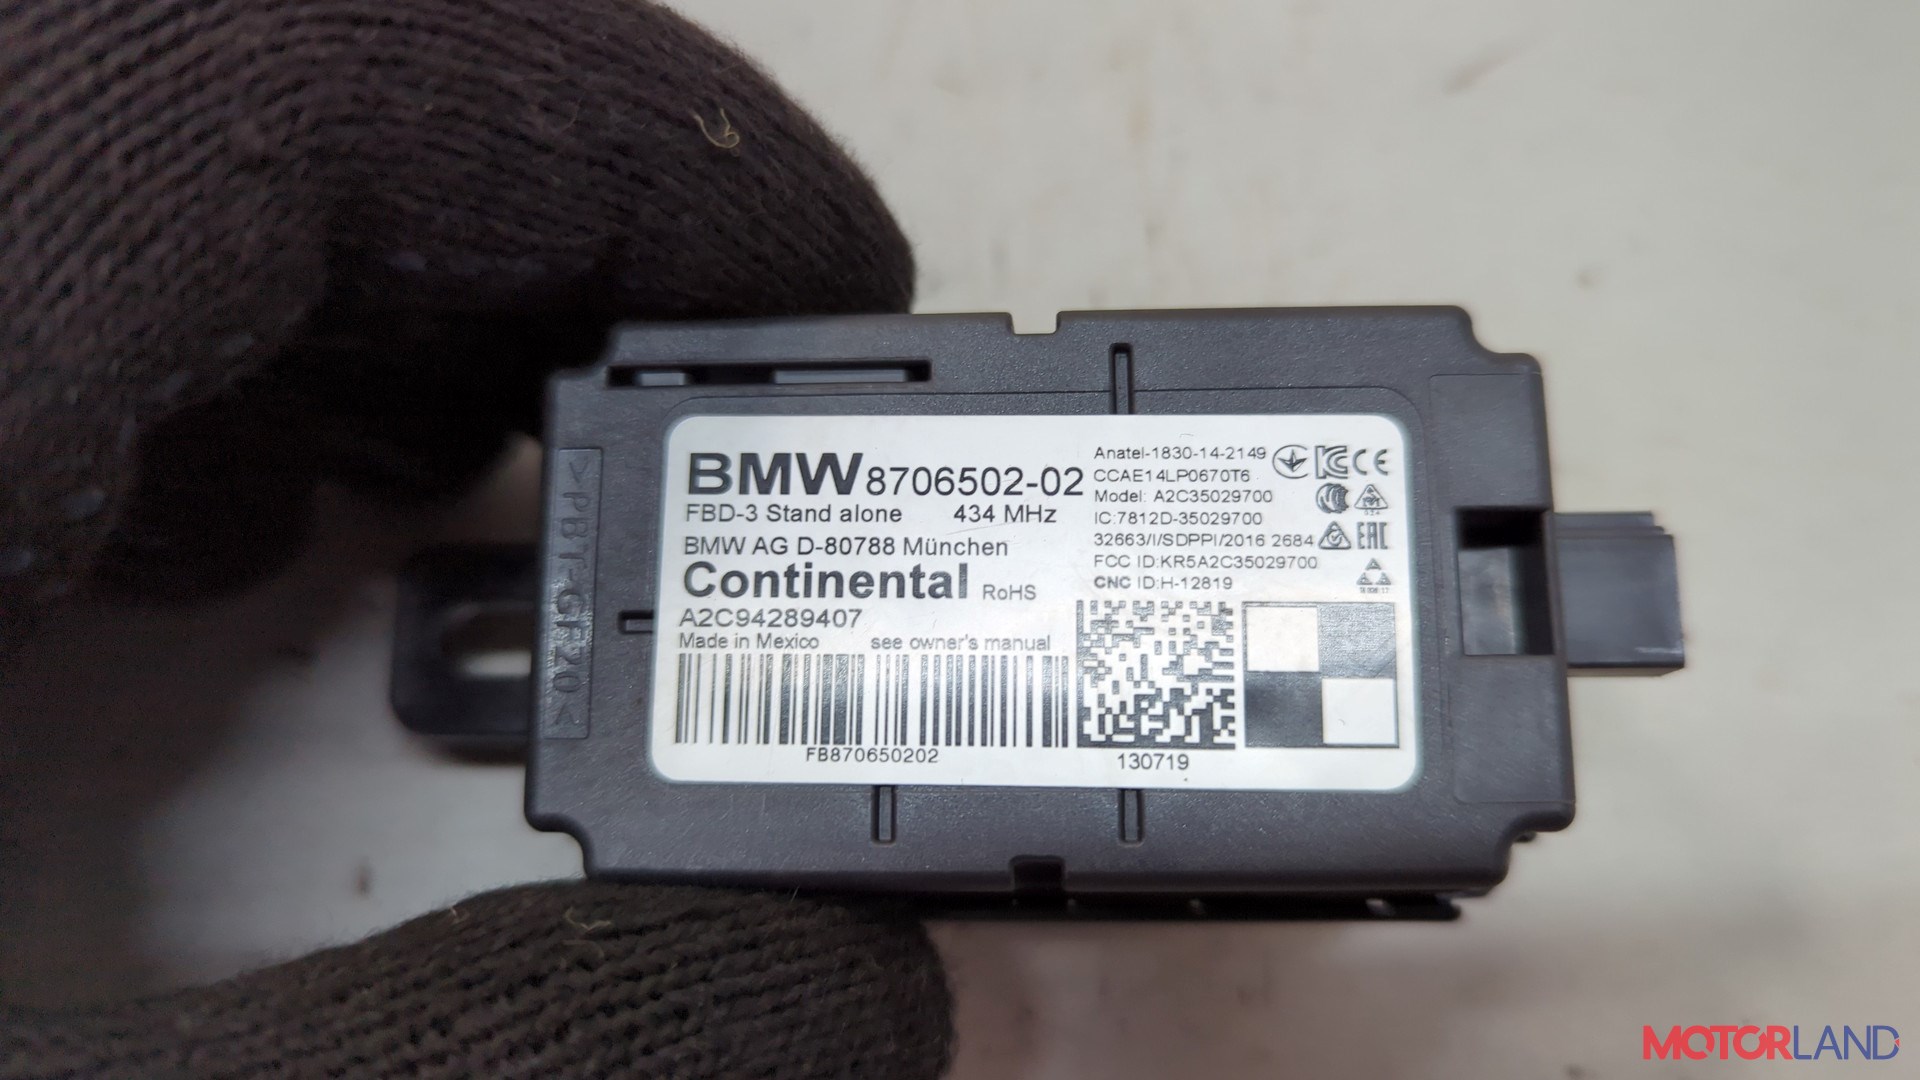 BMW 8706502-02
FBD-3 Stand alone 434 MHz
BMW AG D-80788 München
Continental RoHS
A2C94289407
Made in Mexico see owner's manual
FB870650202
Anatel-1830-14-2149
CCAE14LP0670T6
Model: A2C35029700
IC:7812D-35029700
32663/I/SDPPI/2016 2684
FCC ID:KR5A2C35029700
CNC ID:H-12819
CE
EAC
130719
>PBT-GF20<
MOTORLAND